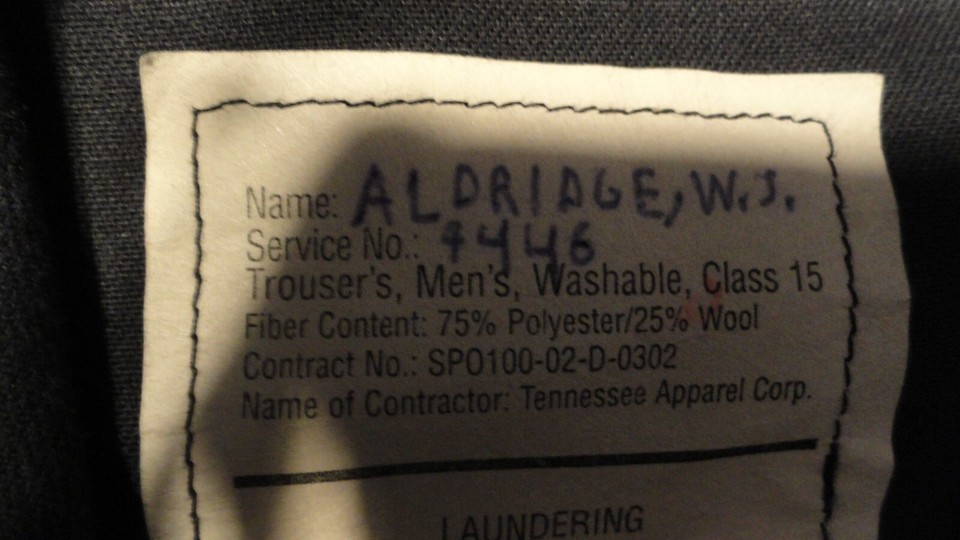 Name: ALDRIDGE, W.J.
Service No.: 9446
Trouser's, Men's, Washable, Class 15
Fiber Content: 75% Polyester/25% Wool
Contract No.: SPO100-02-D-0302
Name of Contractor: Tennessee Apparel Corp.
LAUNDERING